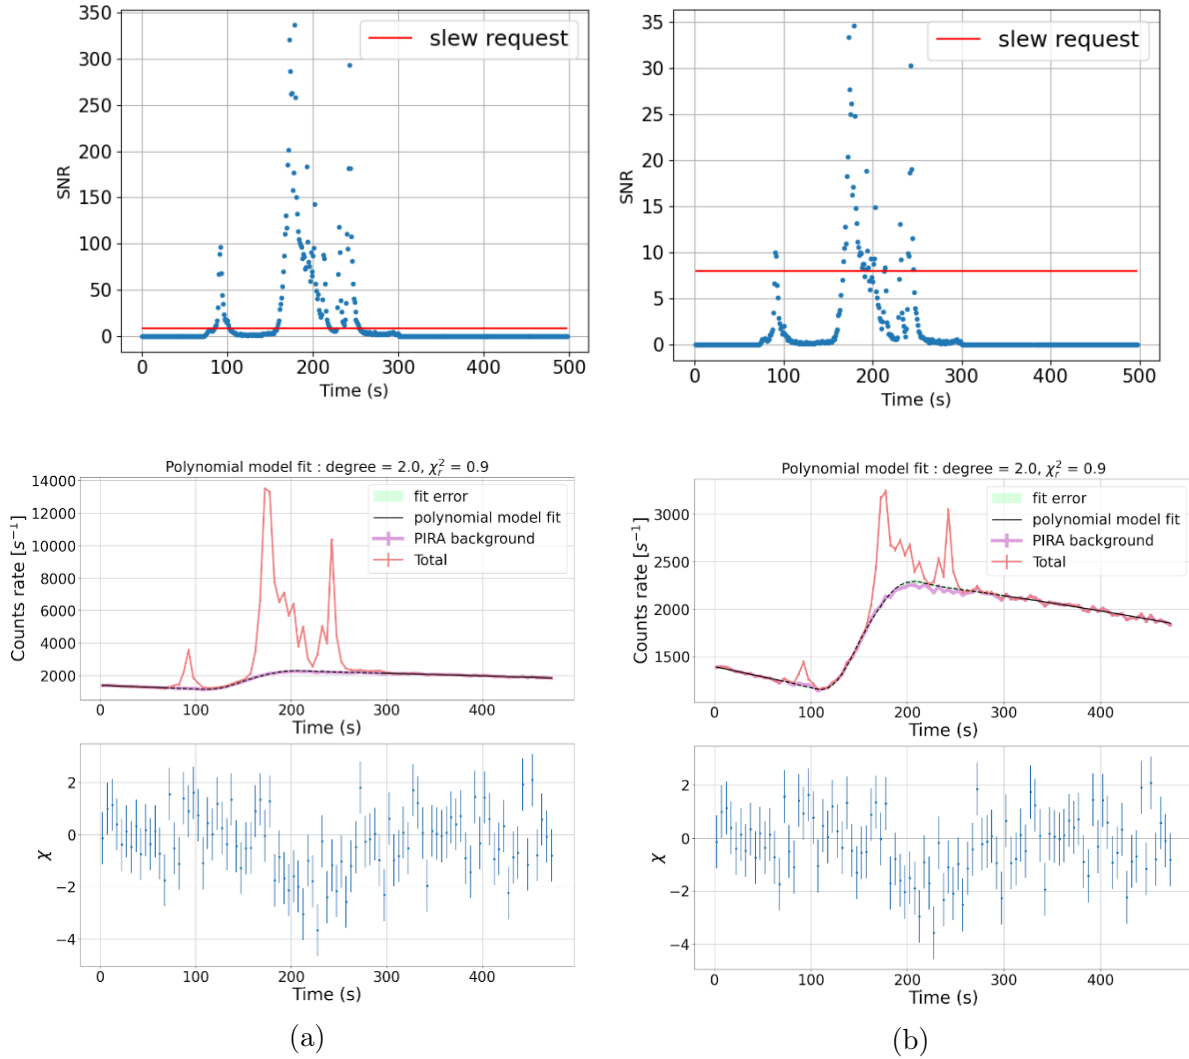 350
300
250
200
150
100
50
0
SNR
slew request
0 100 200 300 400 500
Time (s)
35
30
25
20
15
10
5
0
SNR
slew request
0 100 200 300 400 500
Time (s)
Polynomial model fit : degree = 2.0, χ²ᵣ = 0.9
14000
12000
10000
8000
6000
4000
2000
Counts rate [s⁻¹]
fit error
polynomial model fit
PIRA background
Total
0 100 200 300 400
Time (s)
2
0
−2
−4
χ
0 100 200 300 400
Time (s)
(a)
Polynomial model fit : degree = 2.0, χ²ᵣ = 0.9
3000
2500
2000
1500
Counts rate [s⁻¹]
fit error
polynomial model fit
PIRA background
Total
0 100 200 300 400
Time (s)
2
0
−2
−4
χ
0 100 200 300 400
Time (s)
(b)